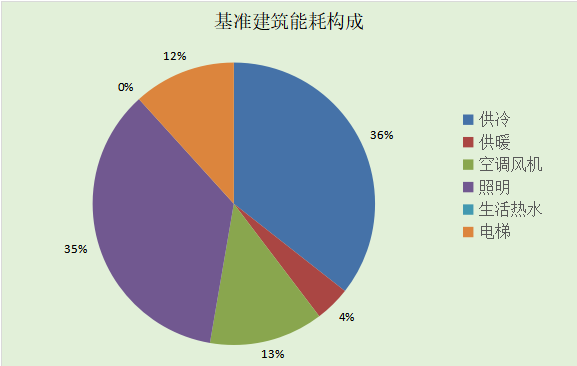 基准建筑能耗构成
12%
0%
36%
35%
4%
13%
供冷
供暖
空调风机
照明
生活热水
电梯